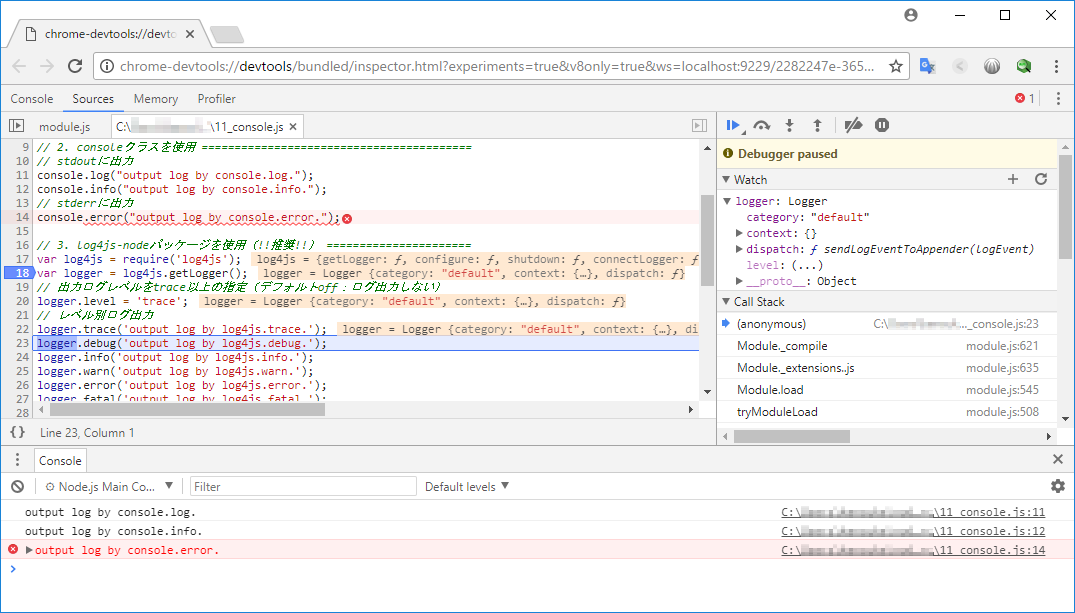 chrome-devtools://devto
chrome-devtools://devtools/bundled/inspector.html?experiments=true&v8only=true&ws=localhost:9229/2282247e-365...
Console Sources Memory Profiler 1
module.js C:\ \11_console.js ×
9 // 2. consoleクラスを使用 =========================================
10 // stdoutに出力
11 console.log("output log by console.log.");
12 console.info("output log by console.info.");
13 // stderrに出力
14 console.error("output log by console.error.");
15
16 // 3. log4js-nodeパッケージを使用（!!推奨!!） ======================
17 var log4js = require('log4js'); log4js = {getLogger: ƒ, configure: ƒ, shutdown: ƒ, connectLogger: ƒ
18 var logger = log4js.getLogger(); logger = Logger {category: "default", context: {…}, dispatch: ƒ}
19 // 出力ログレベルをtrace以上の指定（デフォルトoff：ログ出力しない）
20 logger.level = 'trace'; logger = Logger {category: "default", context: {…}, dispatch: ƒ}
21 // レベル別ログ出力
22 logger.trace('output log by log4js.trace.'); logger = Logger {category: "default", context: {…}, di
23 logger.debug('output log by log4js.debug.');
24 logger.info('output log by log4js.info.');
25 logger.warn('output log by log4js.warn.');
26 logger.error('output log by log4js.error.');
27 logger.fatal('output log by log4js.fatal.');
28
{ } Line 23, Column 1
Debugger paused
Watch
logger: Logger
category: "default"
context: {}
dispatch: ƒ sendLogEventToAppender(logEvent)
level: (...)
__proto__: Object
Call Stack
(anonymous) C:\ …_console.js:23
Module._compile module.js:621
Module._extensions..js module.js:635
Module.load module.js:545
tryModuleLoad module.js:508
Console
Node.js Main Co... ▼ Filter Default levels ▼
output log by console.log. C:\ \11_console.js:11
output log by console.info. C:\ \11_console.js:12
output log by console.error. C:\ \11_console.js:14